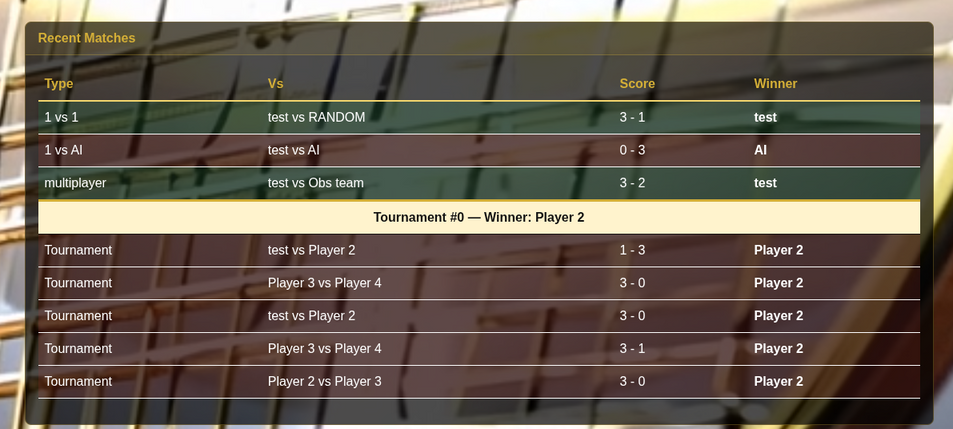 Recent Matches
Type Vs Score Winner
1 vs 1 test vs RANDOM 3 - 1 test
1 vs AI test vs AI 0 - 3 AI
multiplayer test vs Obs team 3 - 2 test
Tournament #0 — Winner: Player 2
Tournament test vs Player 2 1 - 3 Player 2
Tournament Player 3 vs Player 4 3 - 0 Player 2
Tournament test vs Player 2 3 - 0 Player 2
Tournament Player 3 vs Player 4 3 - 1 Player 2
Tournament Player 2 vs Player 3 3 - 0 Player 2